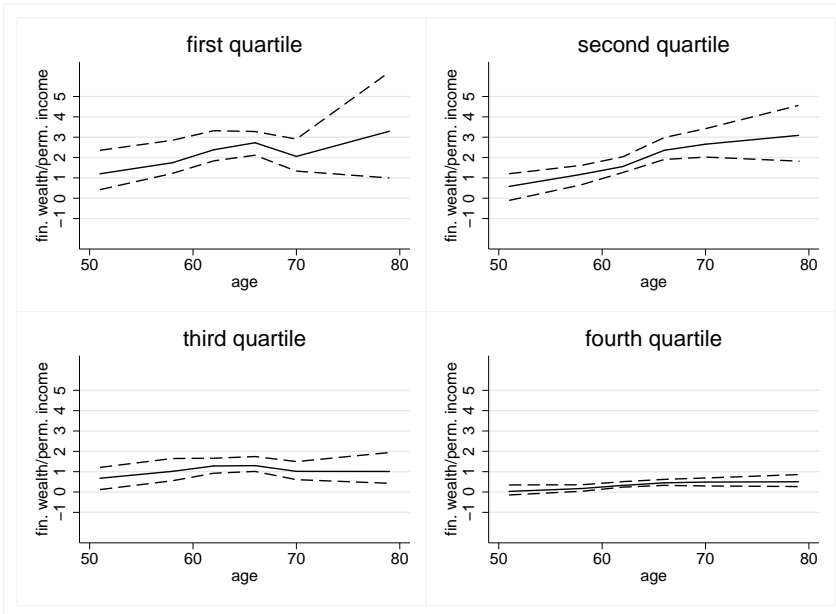 first quartile
fin. wealth/perm. income
−1 0 1 2 3 4 5
50 60 70 80
age
second quartile
fin. wealth/perm. income
−1 0 1 2 3 4 5
50 60 70 80
age
third quartile
fin. wealth/perm. income
−1 0 1 2 3 4 5
50 60 70 80
age
fourth quartile
fin. wealth/perm. income
−1 0 1 2 3 4 5
50 60 70 80
age